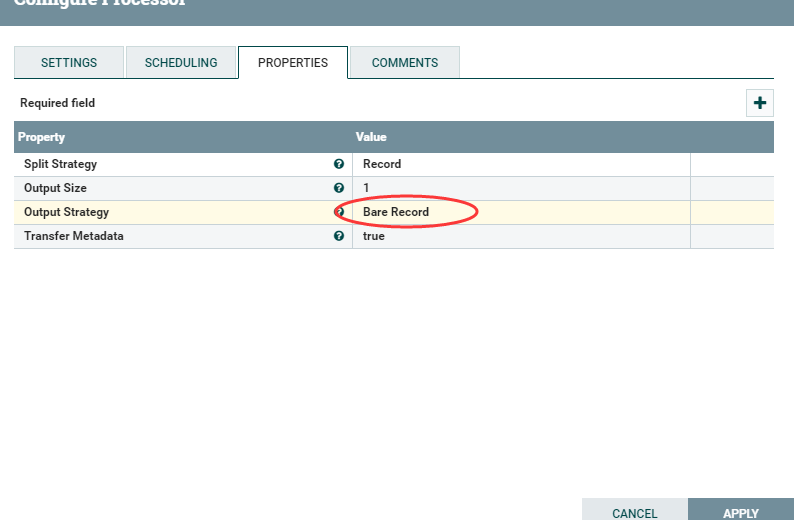 Configure Processor
SETTINGS SCHEDULING PROPERTIES COMMENTS
Required field
Property Value
Split Strategy Record
Output Size 1
Output Strategy Bare Record
Transfer Metadata true
CANCEL APPLY